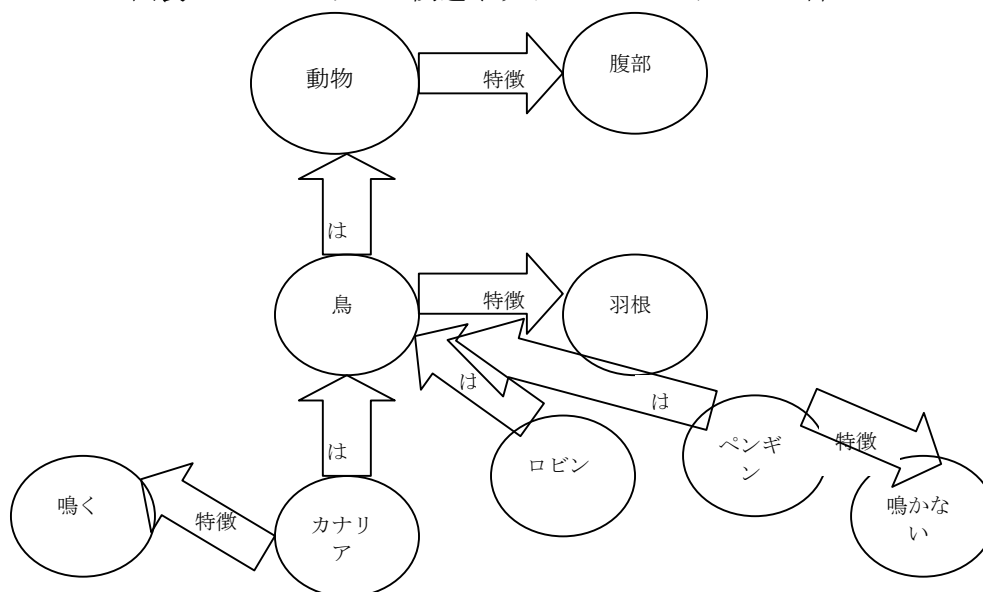 動物
特徴
腹部
は
鳥
特徴
羽根
は
は
は
ロビン
ペンギ
ン
特徴
鳴く
特徴
カナリ
ア
鳴かな
い